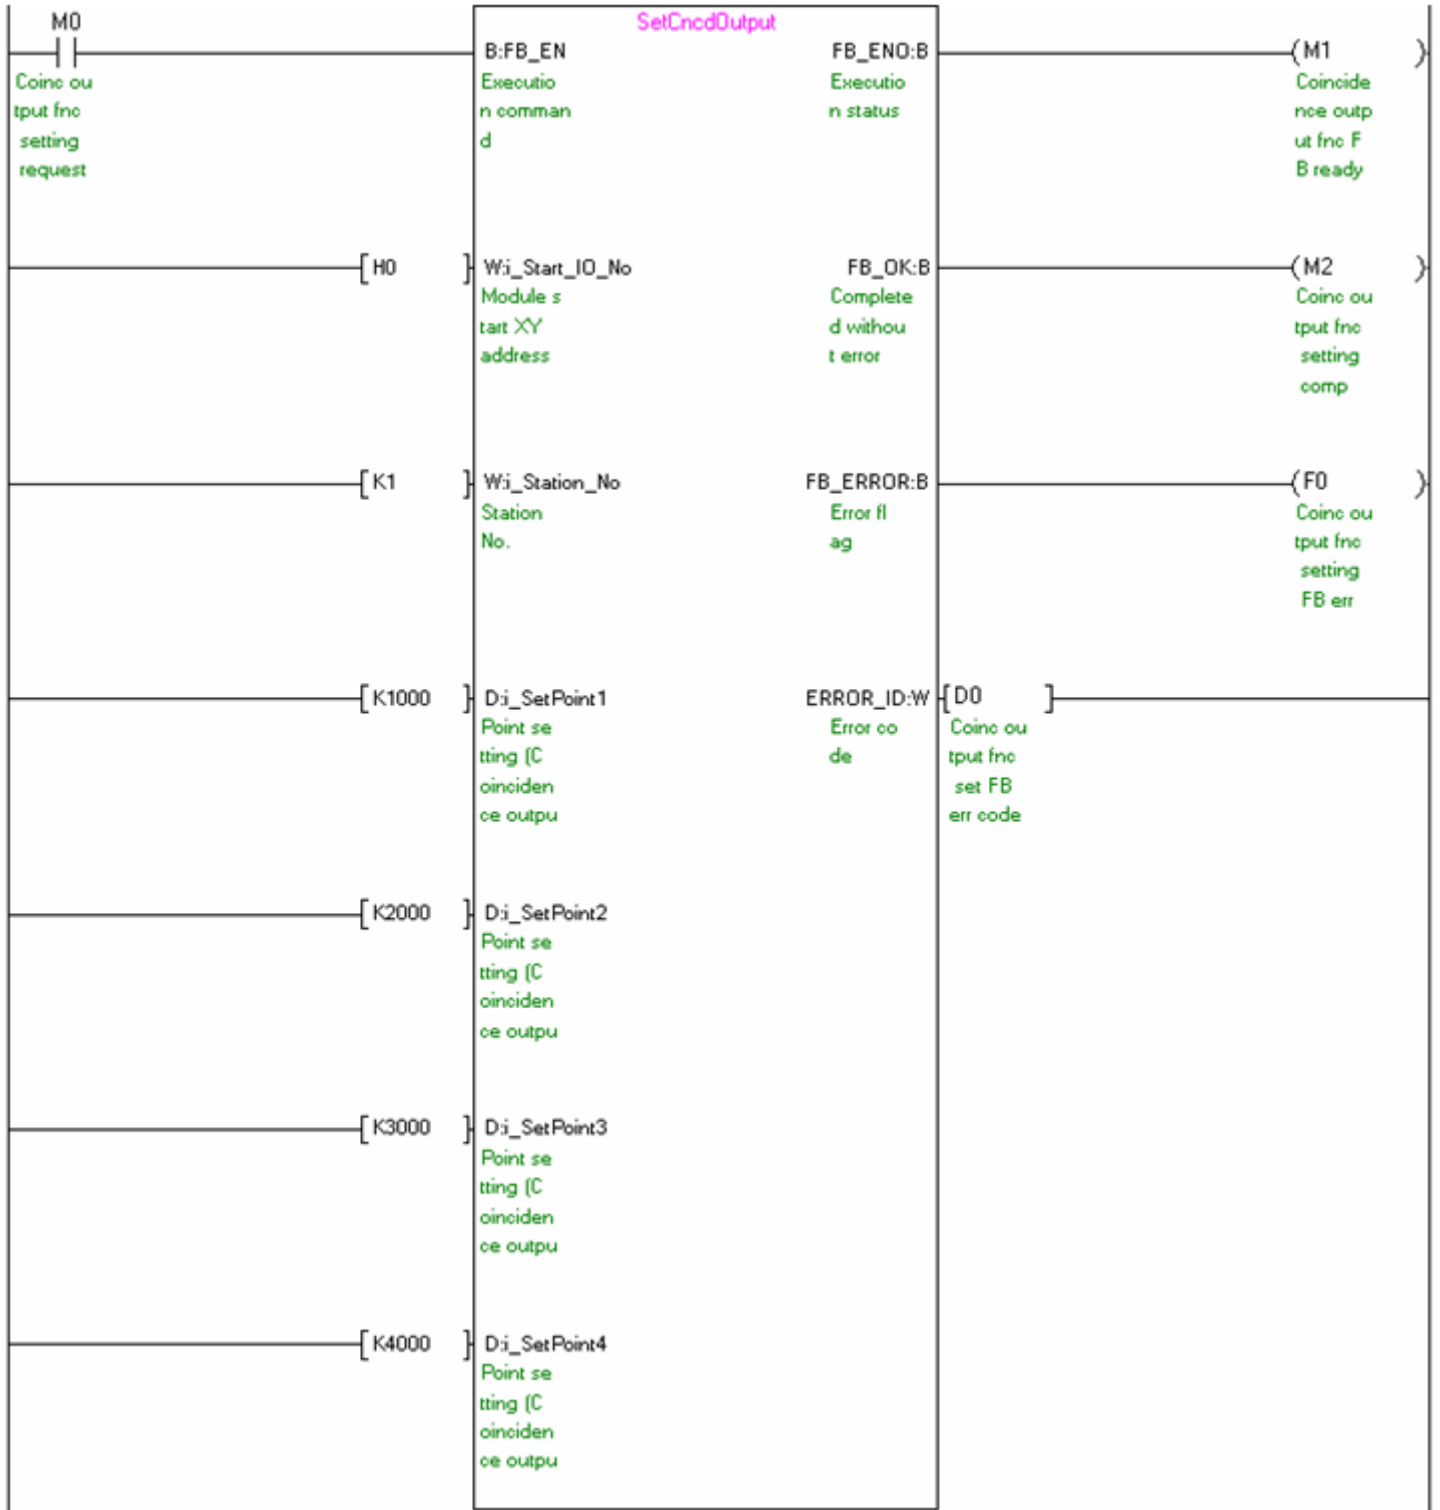 SetCncdOutput
M0
B:FB_EN
FB_ENO:B
(M1 )
Coinc ou
tput fnc
setting
request
Executio
n comman
d
Executio
n status
Coincide
nce outp
ut fnc F
B ready
[ H0 ]
W:i_Start_IO_No
FB_OK:B
(M2 )
Module s
tart XY
address
Complete
d withou
t error
Coinc ou
tput fnc
setting
comp
[ K1 ]
W:i_Station_No
FB_ERROR:B
(F0 )
Station
No.
Error fl
ag
Coinc ou
tput fnc
setting
FB err
[ K1000 ]
D:i_SetPoint1
ERROR_ID:W
[ D0 ]
Point se
tting (C
oinciden
ce outpu
Error co
de
Coinc ou
tput fnc
set FB
err code
[ K2000 ]
D:i_SetPoint2
Point se
tting (C
oinciden
ce outpu
[ K3000 ]
D:i_SetPoint3
Point se
tting (C
oinciden
ce outpu
[ K4000 ]
D:i_SetPoint4
Point se
tting (C
oinciden
ce outpu